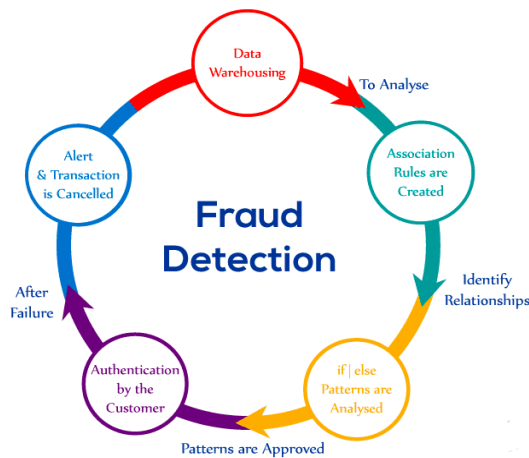 Data
Warehousing
To Analyse
Association
Rules are
Created
Identify
Relationships
if | else
Patterns are
Analysed
Patterns are Approved
Authentication
by the
Customer
After
Failure
Alert
& Transaction
is Cancelled
Fraud
Detection